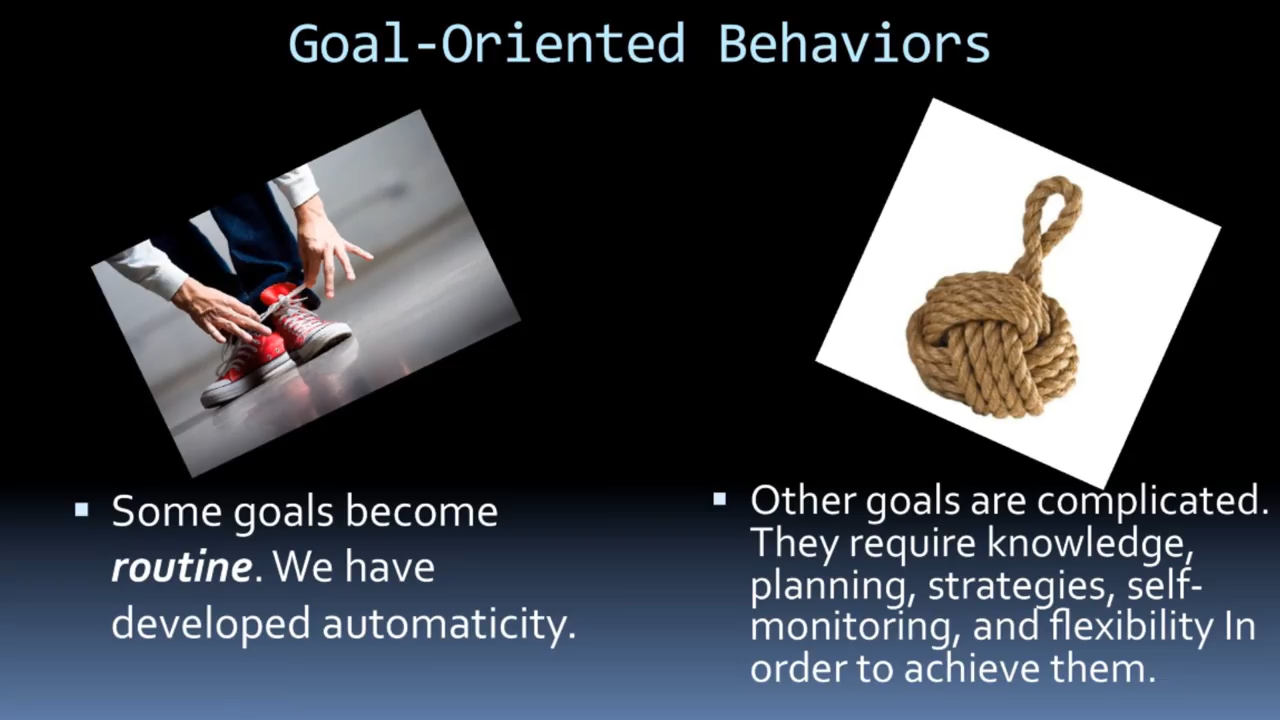 Goal-Oriented Behaviors
Some goals become
routine. We have
developed automaticity.
Other goals are complicated.
They require knowledge,
planning, strategies, self-
monitoring, and flexibility In
order to achieve them.